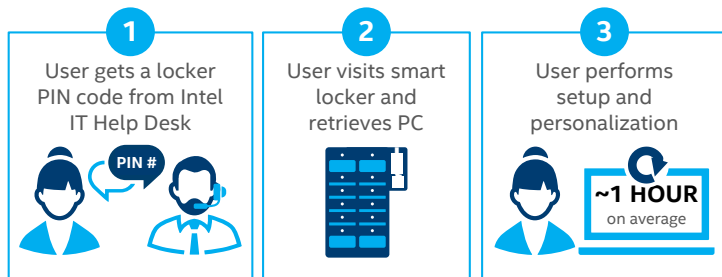 1
User gets a locker
PIN code from Intel
IT Help Desk
PIN #
2
User visits smart
locker and
retrieves PC
3
User performs
setup and
personalization
~1 HOUR
on average